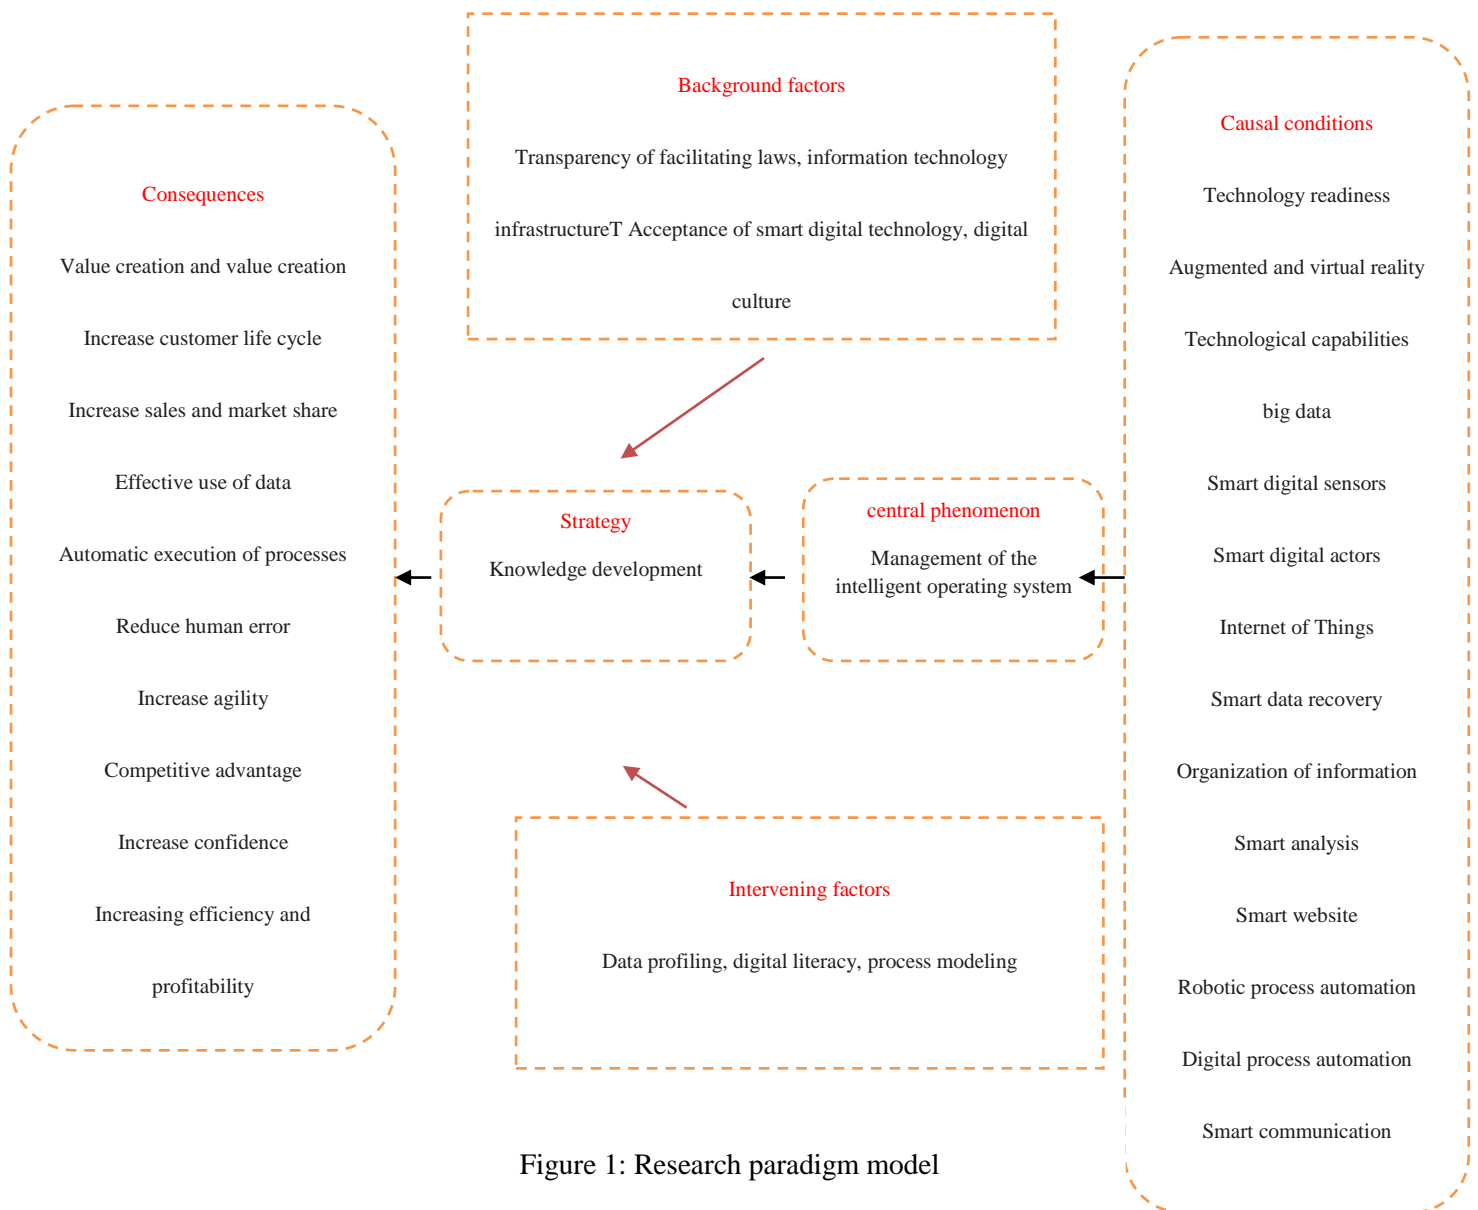 Background factors
Transparency of facilitating laws, information technology
infrastructureT Acceptance of smart digital technology, digital
culture
Consequences
Value creation and value creation
Increase customer life cycle
Increase sales and market share
Effective use of data
Automatic execution of processes
Reduce human error
Increase agility
Competitive advantage
Increase confidence
Increasing efficiency and
profitability
Strategy
Knowledge development
central phenomenon
Management of the
intelligent operating system
Causal conditions
Technology readiness
Augmented and virtual reality
Technological capabilities
big data
Smart digital sensors
Smart digital actors
Internet of Things
Smart data recovery
Organization of information
Smart analysis
Smart website
Robotic process automation
Digital process automation
Smart communication
Intervening factors
Data profiling, digital literacy, process modeling
Figure 1: Research paradigm model